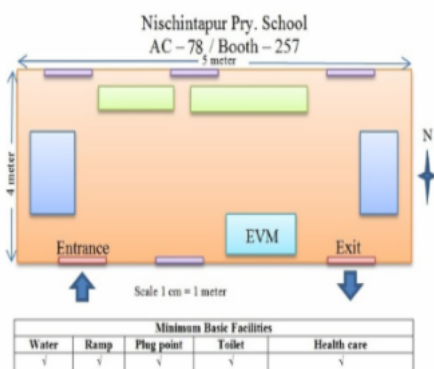 Nischintapur Pry. School
AC – 78 / Booth – 257
5 meter
4 meter
N
EVM
Entrance
Exit
Scale 1 cm = 1 meter
Minimum Basic Facilities
Water Ramp Plug point Toilet Health care
√ √ √ √ √